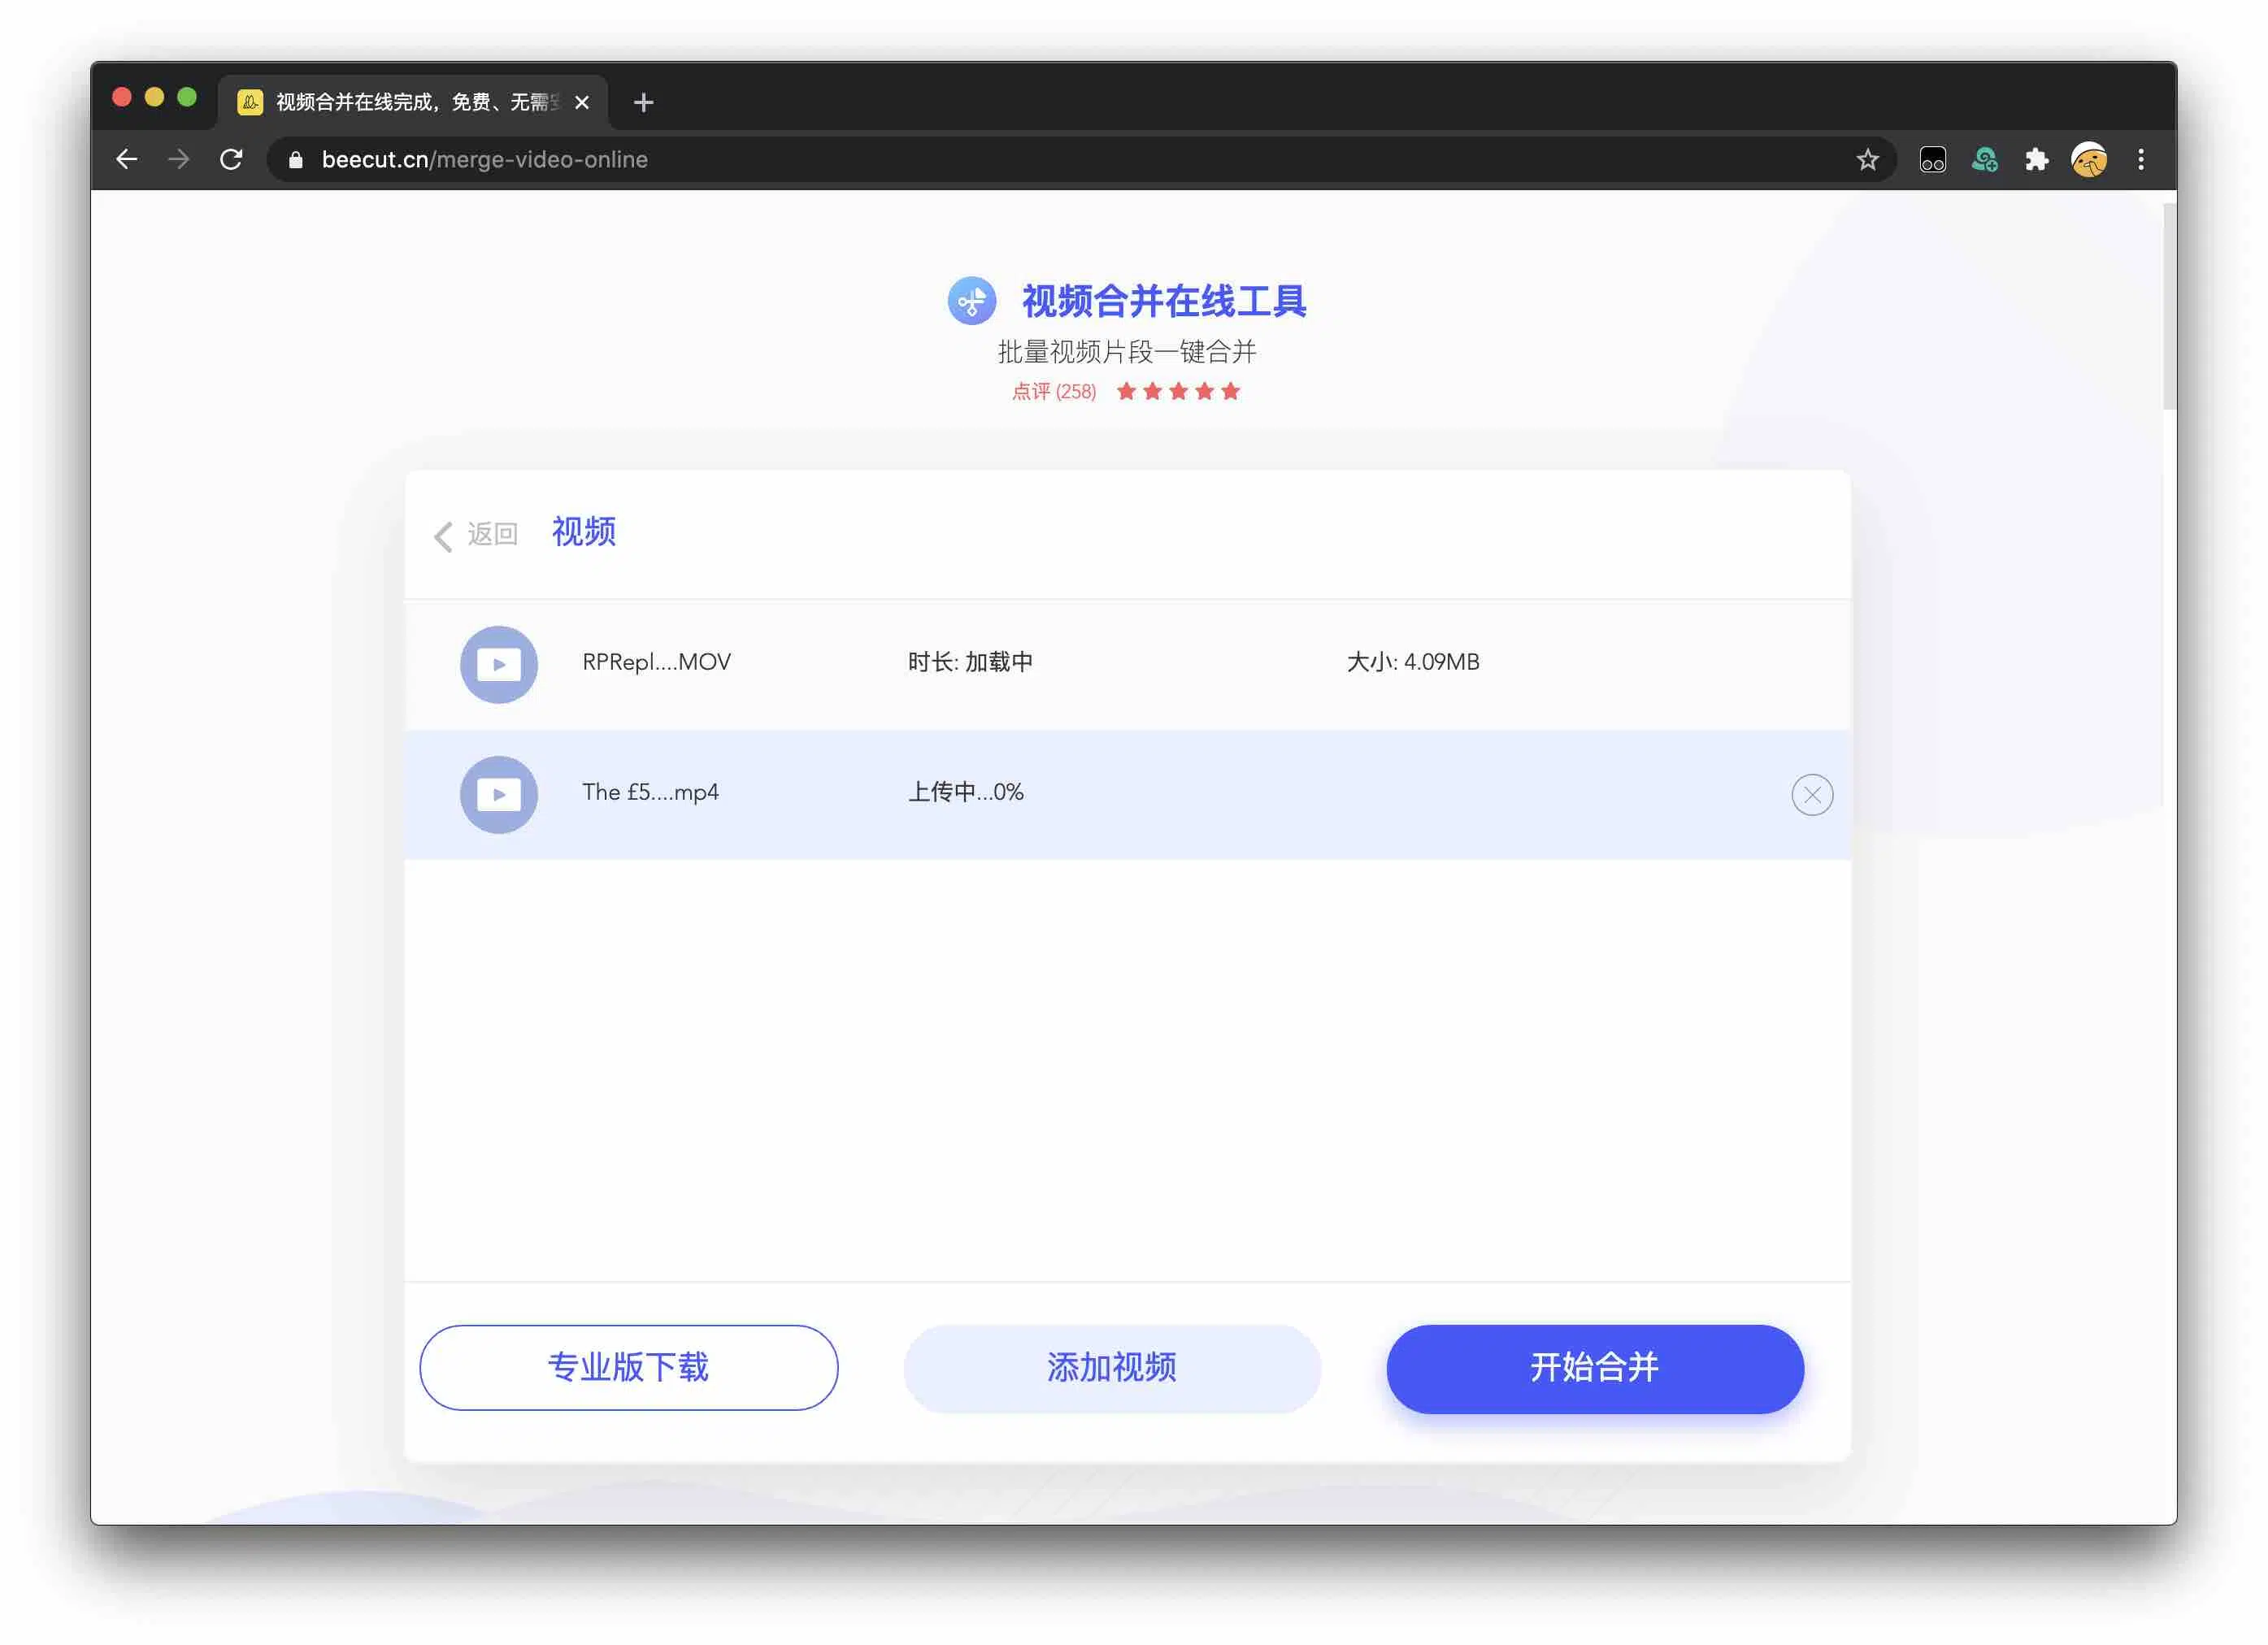 视频合并在线完成，免费、无需
beecut.cn/merge-video-online
视频合并在线工具
批量视频片段一键合并
点评 (258)
返回 视频
RPRepl....MOV 时长: 加载中 大小: 4.09MB
The £5....mp4 上传中...0%
专业版下载 添加视频 开始合并